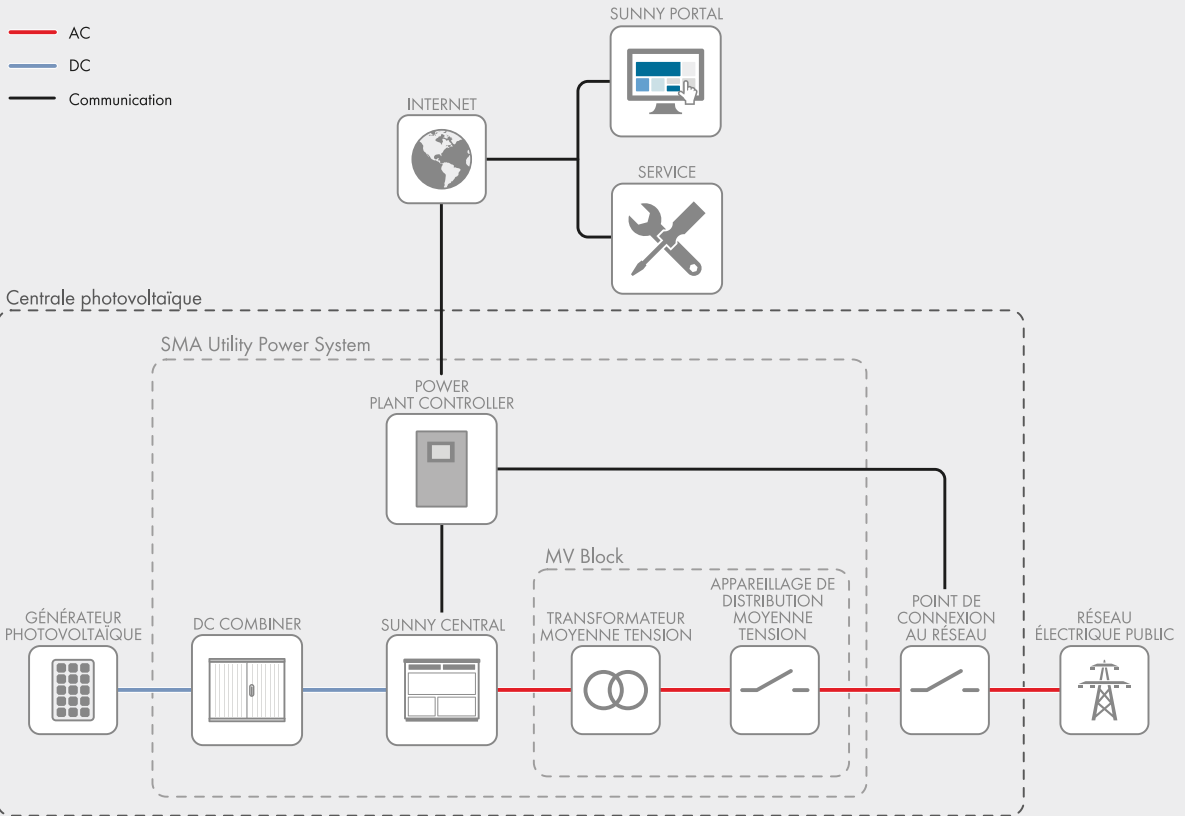 SUNNY PORTAL
AC
DC
Communication
INTERNET
SERVICE
Centrale photovoltaïque
SMA Utility Power System
POWER
PLANT CONTROLLER
MV Block
GÉNÉRATEUR
PHOTOVOLTAÏQUE
DC COMBINER
SUNNY CENTRAL
TRANSFORMATEUR
MOYENNE TENSION
APPAREILLAGE DE
DISTRIBUTION
MOYENNE
TENSION
POINT DE
CONNEXION
AU RÉSEAU
RÉSEAU
ÉLECTRIQUE PUBLIC